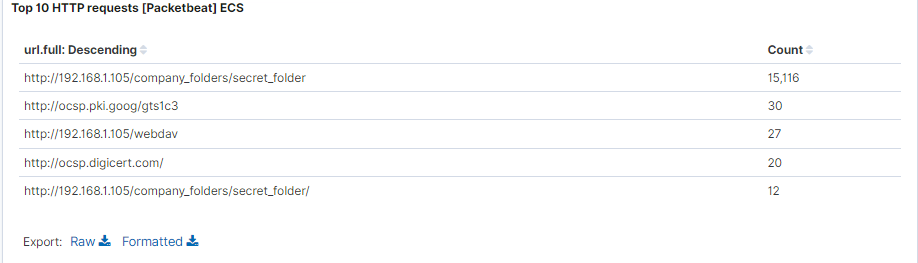 Top 10 HTTP requests [Packetbeat] ECS
url.full: Descending Count
http://192.168.1.105/company_folders/secret_folder 15,116
http://ocsp.pki.goog/gts1c3 30
http://192.168.1.105/webdav 27
http://ocsp.digicert.com/ 20
http://192.168.1.105/company_folders/secret_folder/ 12
Export: Raw Formatted